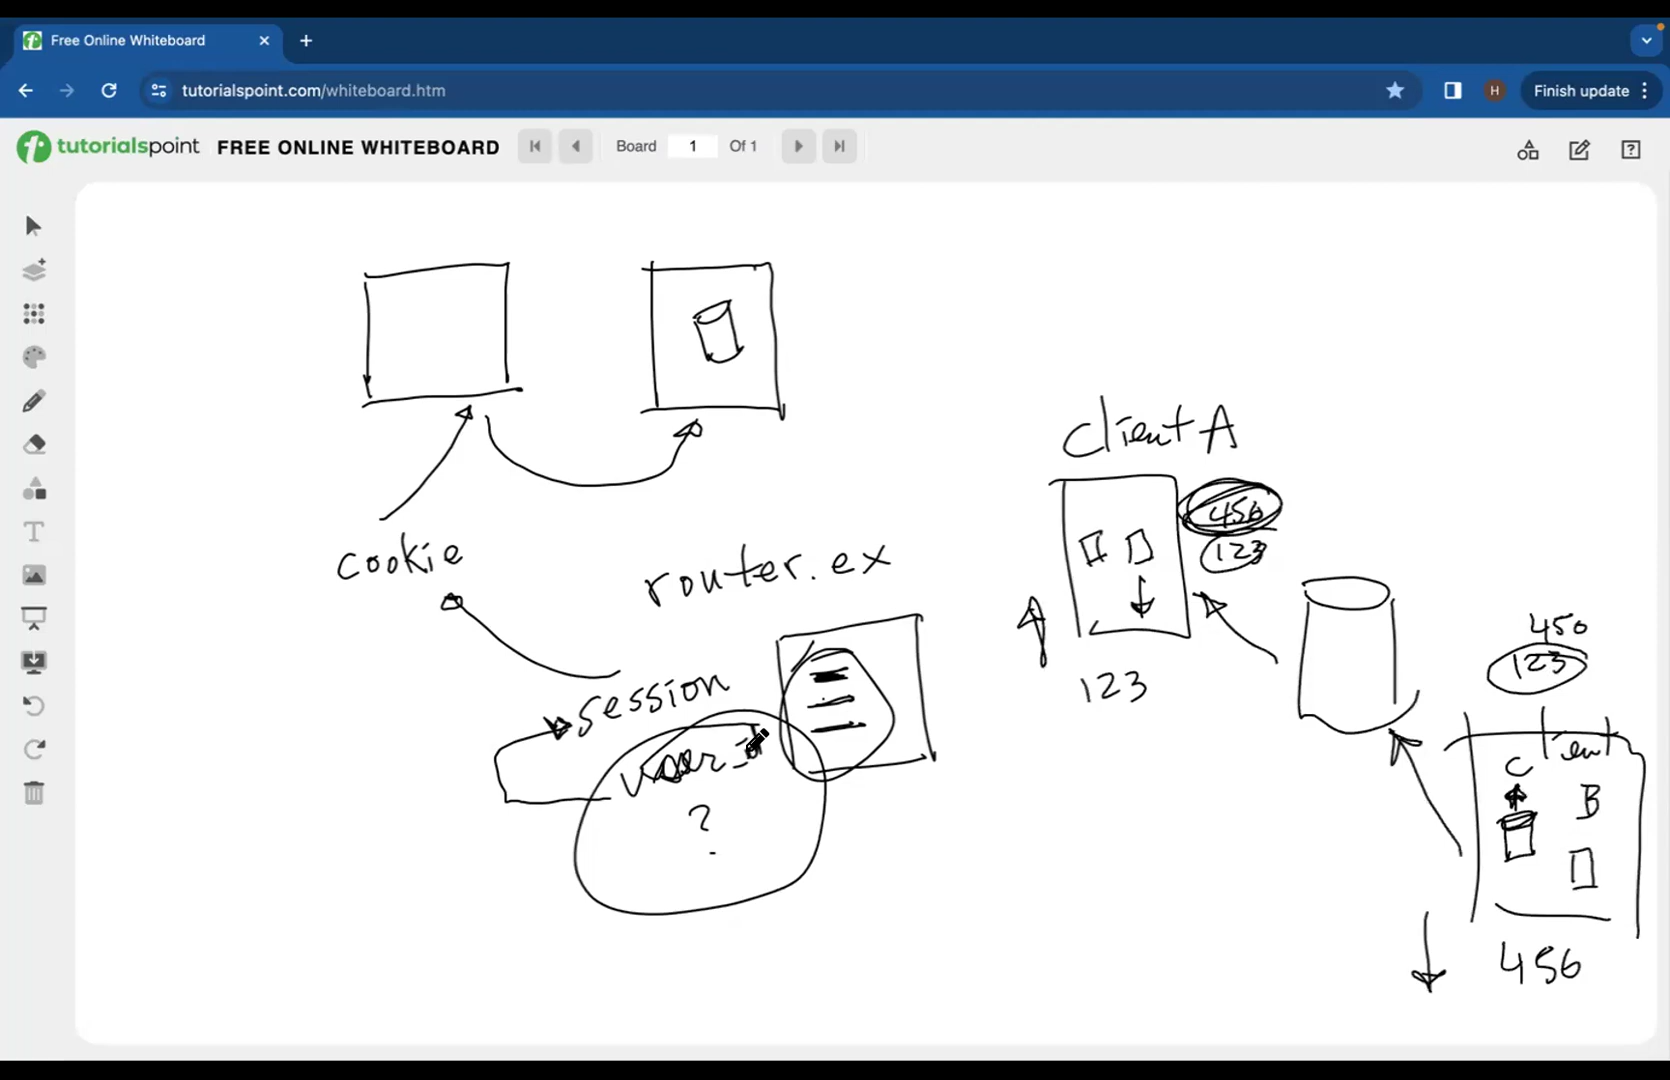 Free Online Whiteboard
tutorialspoint.com/whiteboard.htm
H
Finish update
tutorialspoint
FREE ONLINE WHITEBOARD
Board 1 Of 1
client A
456
123
cookie
router.ex
session
user_id
?
123
450
123
client
B
456